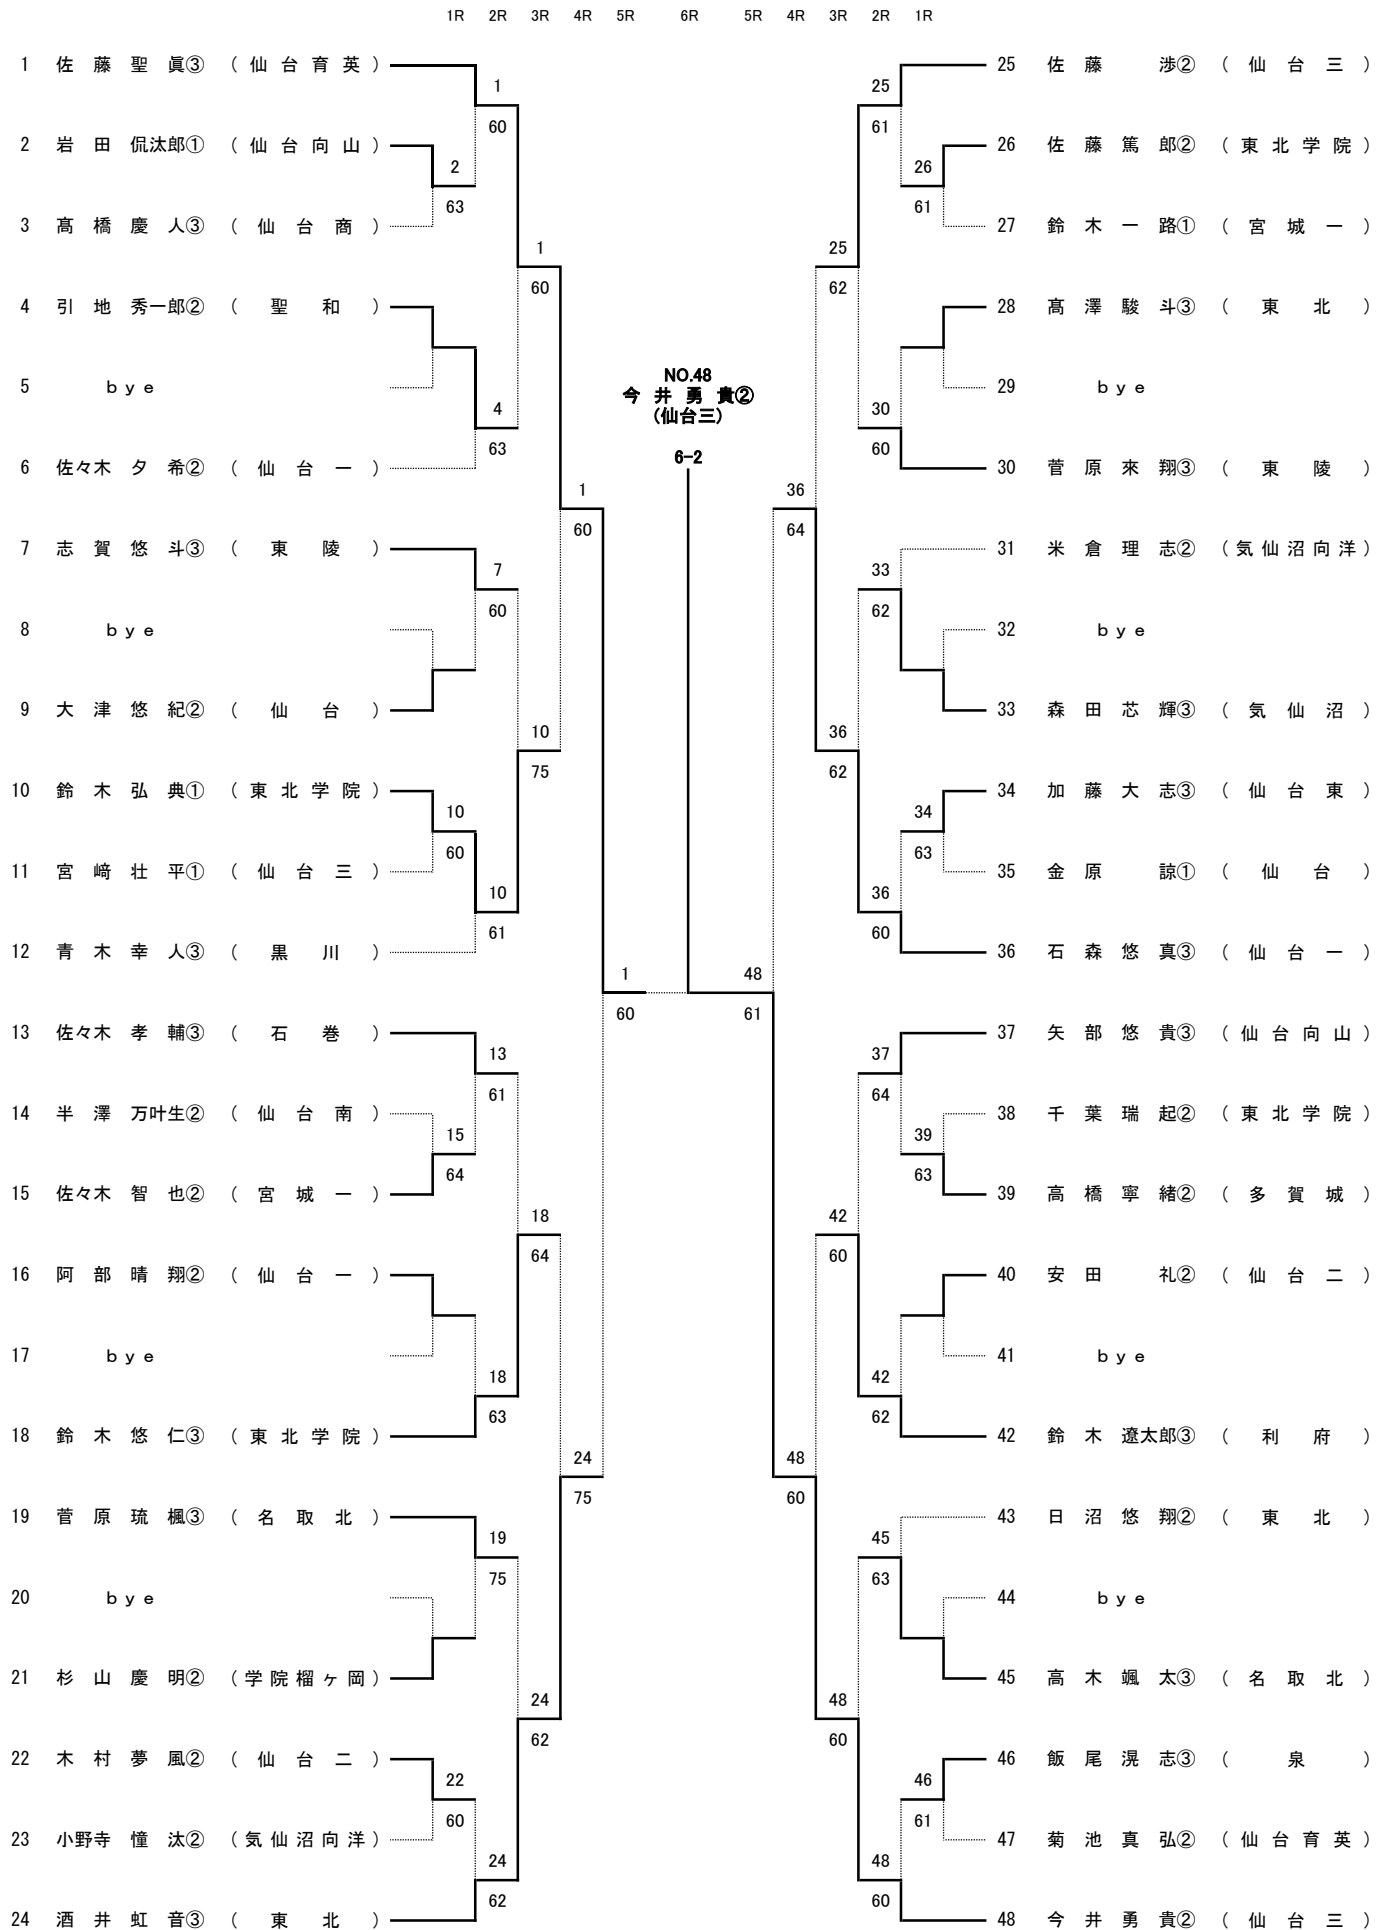 1R 2R 3R 4R 5R 6R 5R 4R 3R 2R 1R
1 佐藤聖眞③ (仙台育英) 25 佐藤渉② (仙台三)
1 25
60 61
2 岩田侃汰郎① (仙台向山) 26 佐藤篤郎② (東北学院)
2 26
63 61
3 髙橋慶人③ (仙台商) 27 鈴木一路① (宮城一)
1 25
60 62
4 引地秀一郎② (聖和) 28 髙澤駿斗③ (東北)
NO.48
5 bye 29 bye
今井勇貴②
4 (仙台三) 30
63 60
6-2
6 佐々木夕希② (仙台一) 30 菅原來翔③ (東陵)
1 36
60 64
7 志賀悠斗③ (東陵) 31 米倉理志② (気仙沼向洋)
7 33
60 62
8 bye 32 bye
9 大津悠紀② (仙台) 33 森田芯輝③ (気仙沼)
10 36
75 62
10 鈴木弘典① (東北学院) 34 加藤大志③ (仙台東)
10 34
60 63
11 宮﨑壮平① (仙台三) 35 金原諒① (仙台)
10 36
61 60
12 青木幸人③ (黒川) 36 石森悠真③ (仙台一)
1 48
60 61
13 佐々木孝輔③ (石巻) 37 矢部悠貴③ (仙台向山)
13 37
61 64
14 半澤万叶生② (仙台南) 38 千葉瑞起② (東北学院)
15 39
64 63
15 佐々木智也② (宮城一) 39 高橋寧緒② (多賀城)
18 42
64 60
16 阿部晴翔② (仙台一) 40 安田礼② (仙台二)
17 bye 41 bye
18 42
63 62
18 鈴木悠仁③ (東北学院) 42 鈴木遼太郎③ (利府)
24 48
75 60
19 菅原琉楓③ (名取北) 43 日沼悠翔② (東北)
19 45
75 63
20 bye 44 bye
21 杉山慶明② (学院榴ヶ岡) 45 高木颯太③ (名取北)
24 48
62 60
22 木村夢風② (仙台二) 46 飯尾滉志③ (泉)
22 46
60 61
23 小野寺憧汰② (気仙沼向洋) 47 菊池真弘② (仙台育英)
24 48
62 60
24 酒井虹音③ (東北) 48 今井勇貴② (仙台三)